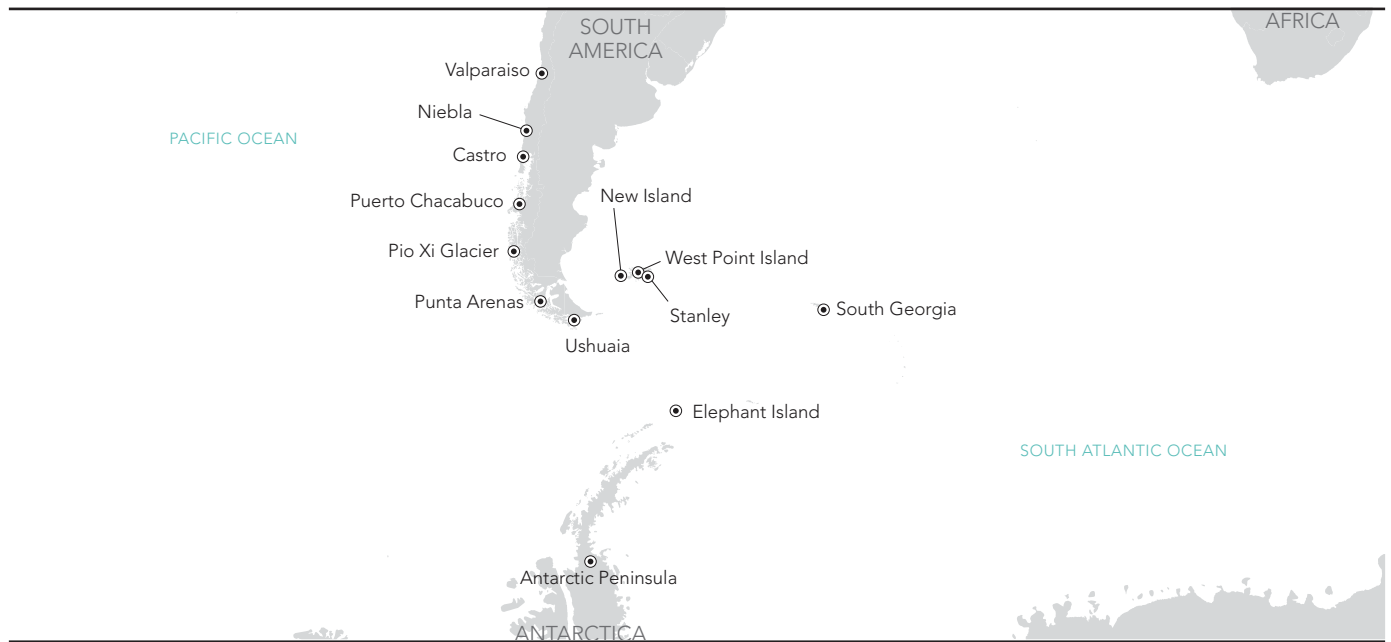 SOUTH
AMERICA
AFRICA
Valparaiso
Niebla
PACIFIC OCEAN
Castro
Puerto Chacabuco
New Island
Pio Xi Glacier
West Point Island
Punta Arenas
Stanley
South Georgia
Ushuaia
Elephant Island
SOUTH ATLANTIC OCEAN
Antarctic Peninsula
ANTARCTICA